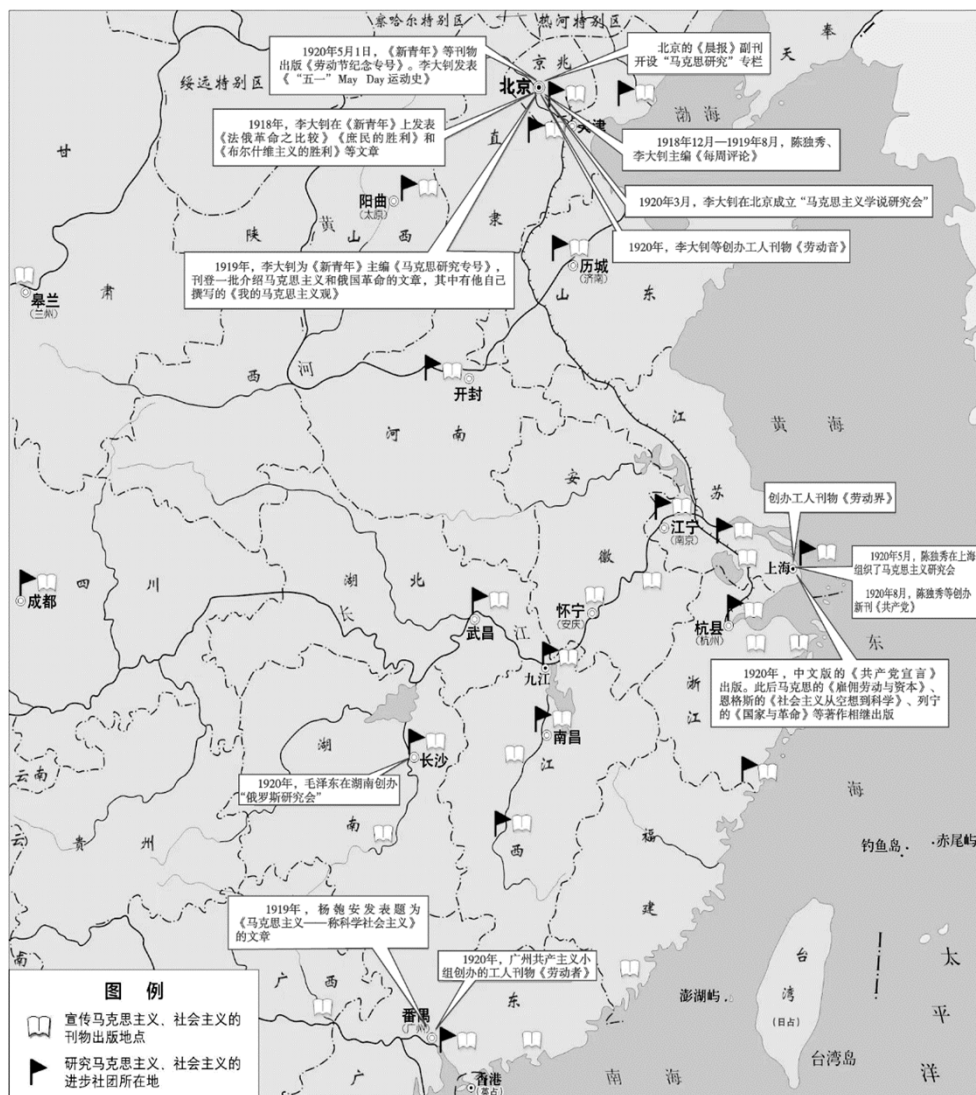 察哈尔特别区
热河特别区
奉
天
京兆
绥远特别区
1920年5月1日，《新青年》等刊物
出版《劳动节纪念专号》。李大钊发表
《“五一”May Day运动史》
北京的《晨报》副刊
开设“马克思研究”专栏
北京
天津
渤海
1918年，李大钊在《新青年》上发表
《法俄革命之比较》《庶民的胜利》和
《布尔什维主义的胜利》等文章
直
隶
1918年12月—1919年8月，陈独秀、
李大钊主编《每周评论》
甘
肃
阳曲
(太原)
陕
西
黄
河
山西
1920年3月，李大钊在北京成立“马克思主义学说研究会”
1920年，李大钊等创办工人刊物《劳动音》
1919年，李大钊为《新青年》主编《马克思研究专号》，
刊登一批介绍马克思主义和俄国革命的文章，其中有他自己
撰写的《我的马克思主义观》
历城
(济南)
山东
皋兰
(兰州)
开封
河南
江
苏
黄海
安
徽
创办工人刊物《劳动界》
江宁
(南京)
上海
1920年5月，陈独秀在上海
组织了马克思主义研究会
1920年8月，陈独秀等创办
新刊《共产党》
成都
四川
湖北
长
江
武昌
怀宁
(安庆)
杭县
(杭州)
东
海
九江
浙
江
1920年，中文版的《共产党宣言》
出版。此后马克思的《雇佣劳动与资本》、
恩格斯的《社会主义从空想到科学》、列宁
的《国家与革命》等著作相继出版
南昌
江
西
湖
南
长沙
1920年，毛泽东在湖南创办
“俄罗斯研究会”
云南
云
南
贵州
福
建
钓鱼岛
赤尾屿
1919年，杨匏安发表题为
《马克思主义——称科学社会主义》
的文章
1920年，广州共产主义小
组创办的工人刊物《劳动者》
广西
广
东
番禺
(广州)
香港
(英占)
南海
澎湖屿
台
湾
(日占)
台湾岛
太
平
洋
图例
宣传马克思主义、社会主义的
刊物出版地点
研究马克思主义、社会主义的
进步社团所在地